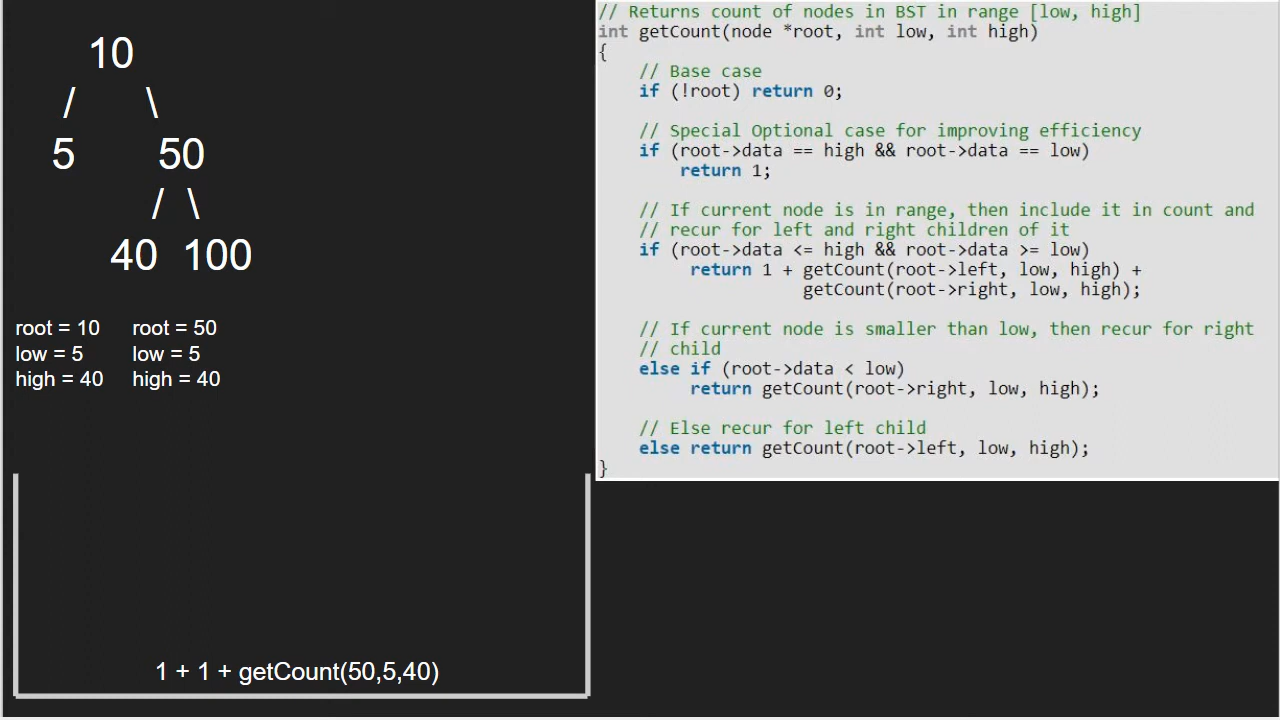 10
/ \
5 50
/ \
40 100
root = 10 root = 50
low = 5 low = 5
high = 40 high = 40
1 + 1 + getCount(50,5,40)
// Returns count of nodes in BST in range [low, high]
int getCount(node *root, int low, int high)
{
// Base case
if (!root) return 0;
// Special Optional case for improving efficiency
if (root->data == high && root->data == low)
return 1;
// If current node is in range, then include it in count and
// recur for left and right children of it
if (root->data <= high && root->data >= low)
return 1 + getCount(root->left, low, high) +
getCount(root->right, low, high);
// If current node is smaller than low, then recur for right
// child
else if (root->data < low)
return getCount(root->right, low, high);
// Else recur for left child
else return getCount(root->left, low, high);
}